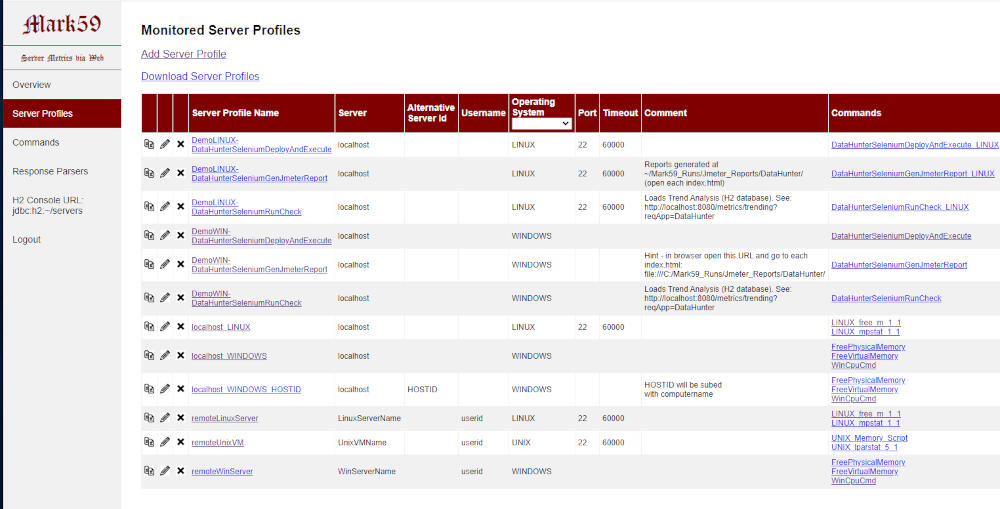 Mark59
Server Metrics via Web
Overview
Server Profiles
Commands
Response Parsers
H2 Console URL:
jdbc:h2:~/servers
Logout
Monitored Server Profiles
Add Server Profile
Download Server Profiles
Server Profile Name Server Alternative Server Id Username Operating System Port Timeout Comment Commands
DemoLINUX-
DataHunterSeleniumDeployAndExecute localhost LINUX 22 60000 DataHunterSeleniumDeployAndExecute_LINUX
DemoLINUX-
DataHunterSeleniumGenJmeterReport localhost LINUX 22 60000 Reports generated at
~/Mark59_Runs/Jmeter_Reports/DataHunter/
(open each index.html) DataHunterSeleniumGenJmeterReport_LINUX
DemoLINUX-
DataHunterSeleniumRunCheck localhost LINUX 22 60000 Loads Trend Analysis (H2 database). See:
http://localhost:8080/metrics/trending?
reqApp=DataHunter DataHunterSeleniumRunCheck_LINUX
DemoWIN-
DataHunterSeleniumDeployAndExecute localhost WINDOWS DataHunterSeleniumDeployAndExecute
DemoWIN-
DataHunterSeleniumGenJmeterReport localhost WINDOWS Hint - in browser open this URL and go to each
index.html:
file:///C:/Mark59_Runs/Jmeter_Reports/DataHunter/ DataHunterSeleniumGenJmeterReport
DemoWIN-
DataHunterSeleniumRunCheck localhost WINDOWS Loads Trend Analysis (H2 database). See:
http://localhost:8080/metrics/trending?
reqApp=DataHunter DataHunterSeleniumRunCheck
localhost_LINUX localhost LINUX 22 60000 LINUX_free_m_1_1
LINUX_mpstat_1_1
localhost_WINDOWS localhost WINDOWS FreePhysicalMemory
FreeVirtualMemory
WinCpuCmd
localhost_WINDOWS_HOSTID localhost HOSTID WINDOWS HOSTID will be subed
with computername FreePhysicalMemory
FreeVirtualMemory
WinCpuCmd
remoteLinuxServer LinuxServerName userid LINUX 22 60000 LINUX_free_m_1_1
LINUX_mpstat_1_1
remoteUnixVM UnixVMName userid UNIX 22 60000 UNIX_Memory_Script
UNIX_lparstat_5_1
remoteWinServer WinServerName userid WINDOWS FreePhysicalMemory
FreeVirtualMemory
WinCpuCmd